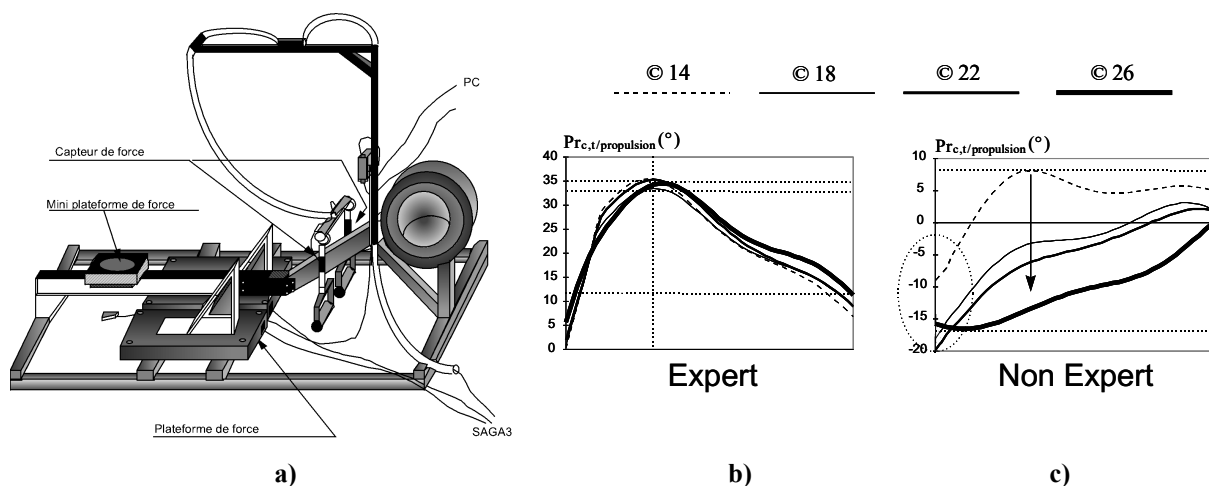 PC
Capteur de force
Mini plateforme de force
Plateforme de force
SAGA3
a)
© 14 © 18 © 22 © 26
Prc,t/propulsion(°)
40
35
30
25
20
15
10
5
0
Expert
b)
Prc,t/propulsion(°)
10
5
0
-5
-10
-15
-20
Non Expert
c)